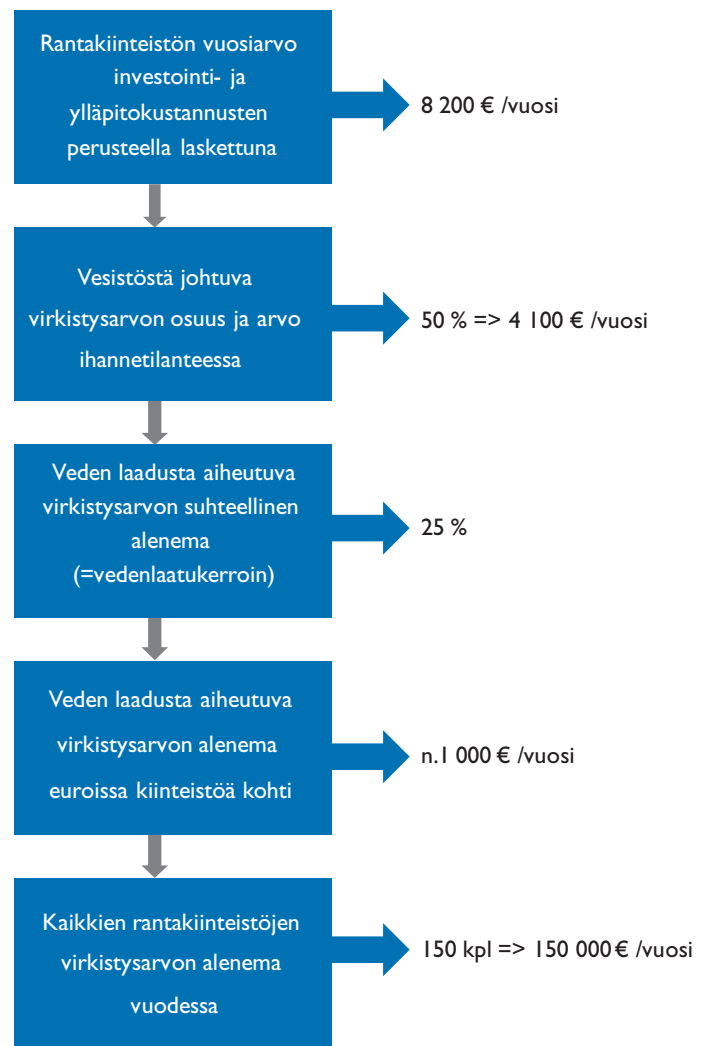 Rantakiinteistön vuosiarvo
investointi- ja
ylläpitokustannusten
perusteella laskettuna
8 200 € /vuosi
Vesistöstä johtuva
virkistysarvon osuus ja arvo
ihannetilanteessa
50 % => 4 100 € /vuosi
Veden laadusta aiheutuva
virkistysarvon suhteellinen
alenema
(=vedenlaatukerroin)
25 %
Veden laadusta aiheutuva
virkistysarvon alenema
euroissa kiinteistöä kohti
n.1 000 € /vuosi
Kaikkien rantakiinteistöjen
virkistysarvon alenema
vuodessa
150 kpl => 150 000 € /vuosi